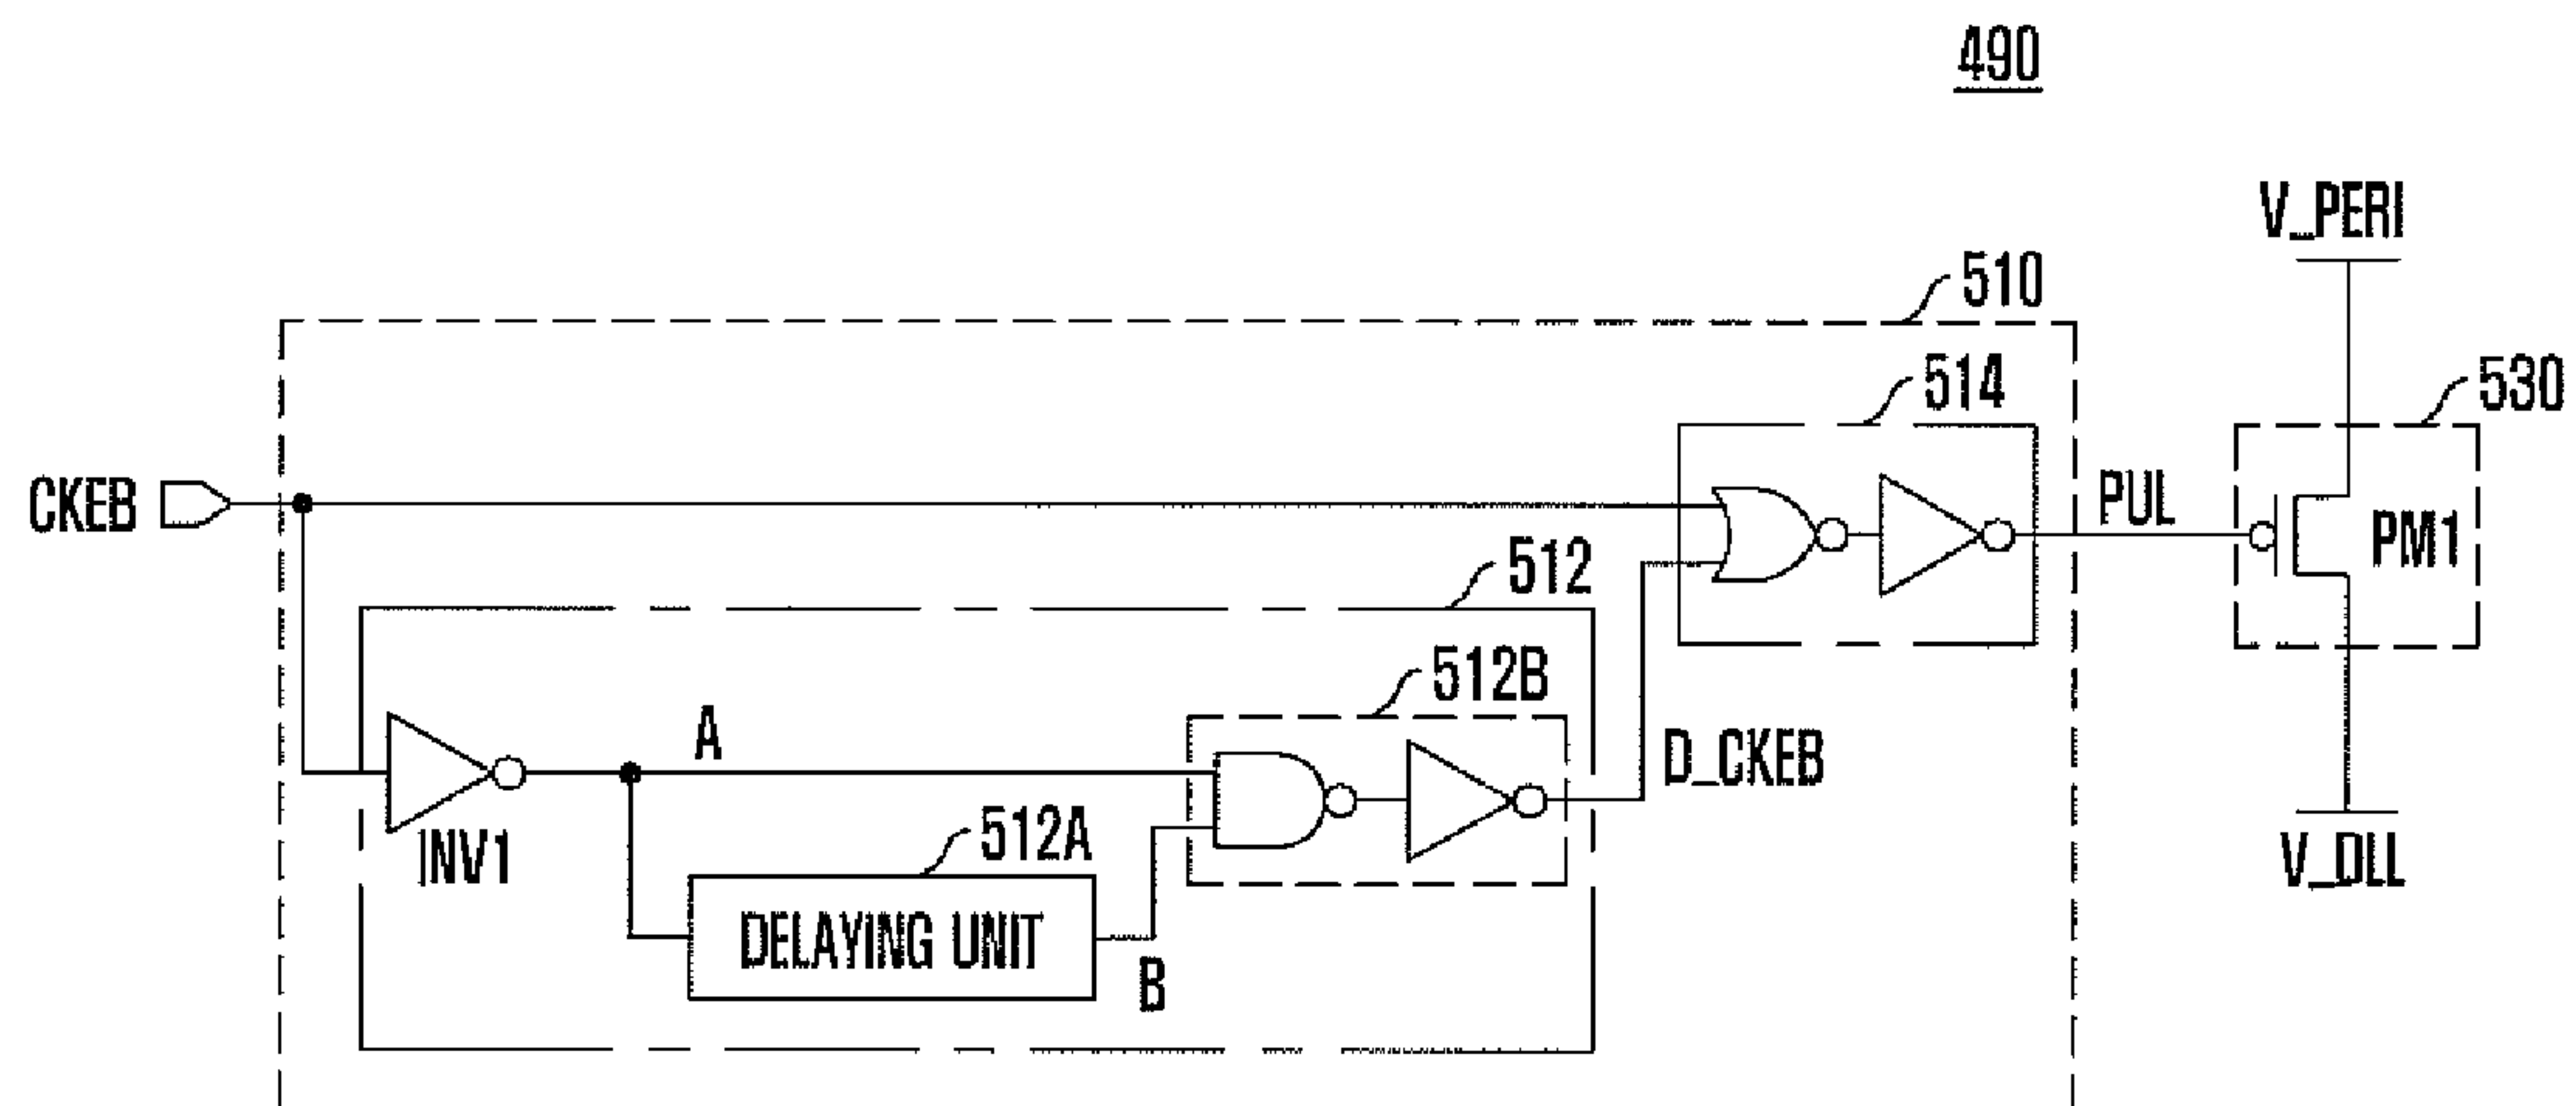 490
V_PERI
510
514
530
CKEB
PUL
PM1
512
512B
A
D_CKEB
INV1
512A
V_DLL
DELAYING UNIT
B